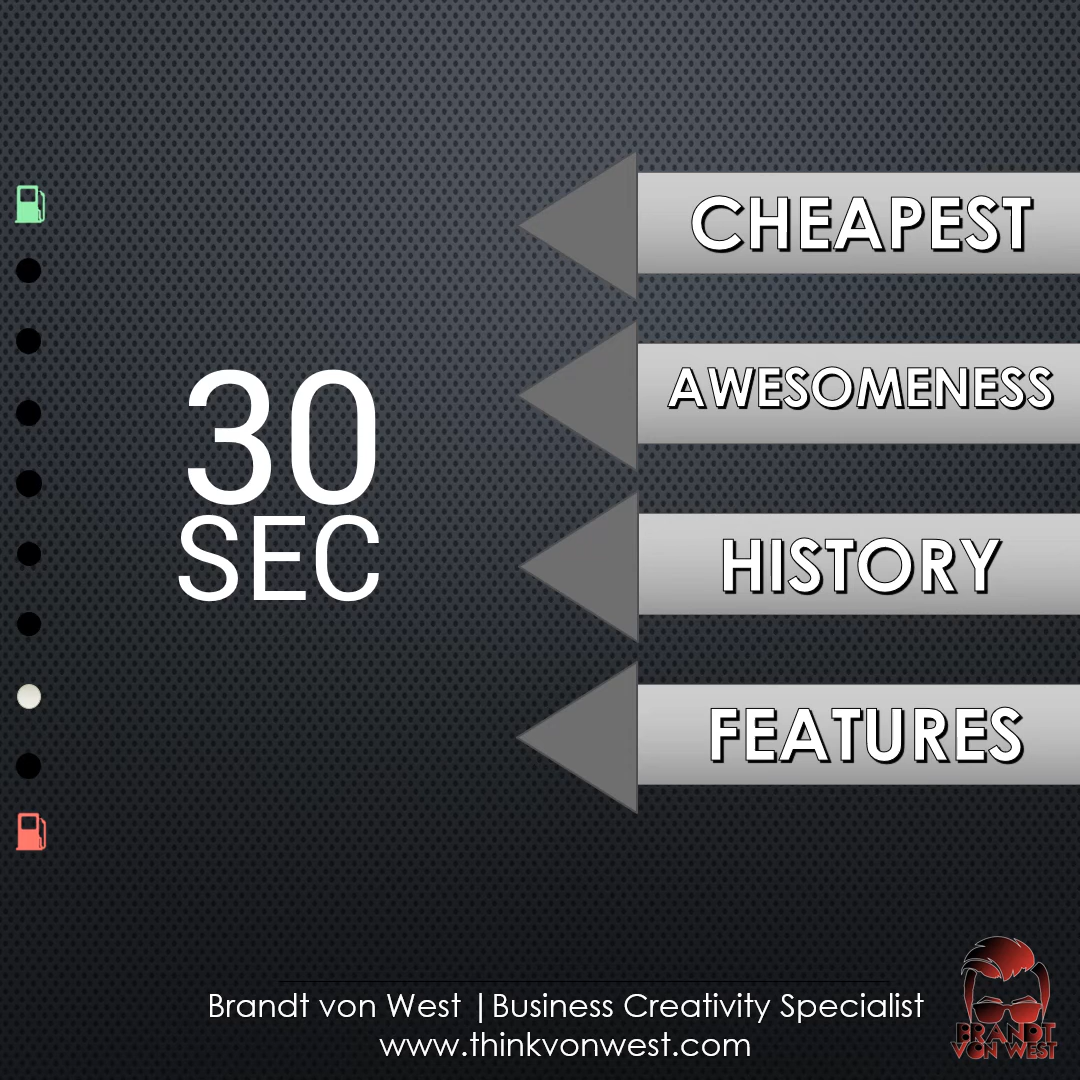 CHEAPEST
AWESOMENESS
30
SEC
HISTORY
FEATURES
Brandt von West |Business Creativity Specialist
www.thinkvonwest.com
BRANDT
VON WEST